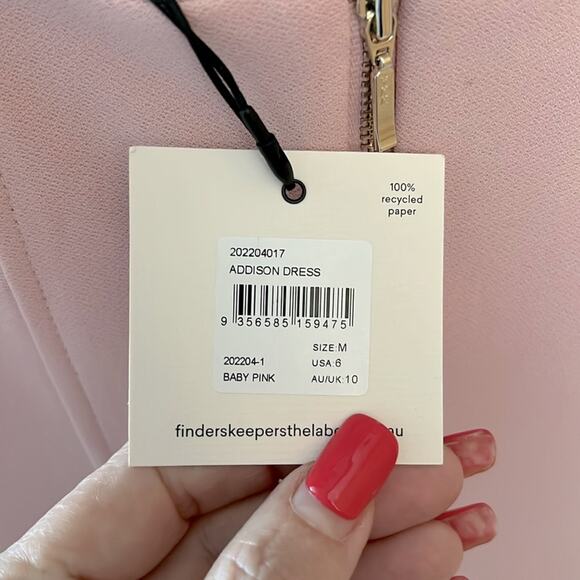 100%
recycled
paper
202204017
ADDISON DRESS
9 356585 159475
SIZE:M
202204-1 USA:6
BABY PINK AU/UK:10